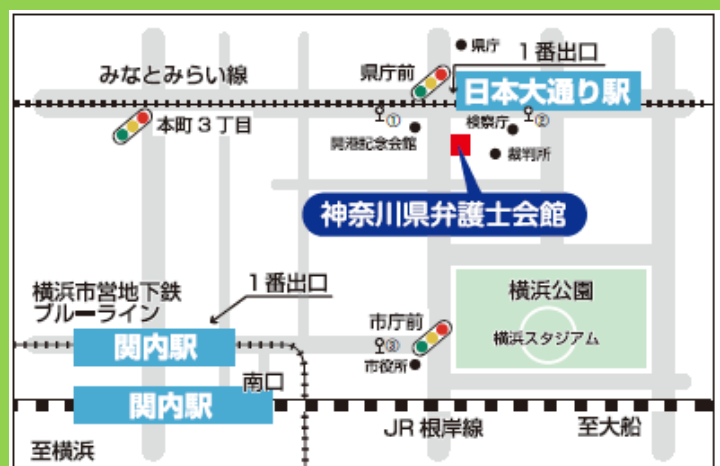 県庁
1番出口
みなとみらい線
県庁前
日本大通り駅
本町3丁目
①
検察庁
②
開港記念会館
裁判所
神奈川県弁護士会館
横浜市営地下鉄
ブルーライン
1番出口
横浜公園
市庁前
関内駅
③
横浜スタジアム
市役所
南口
関内駅
JR根岸線
至大船
至横浜